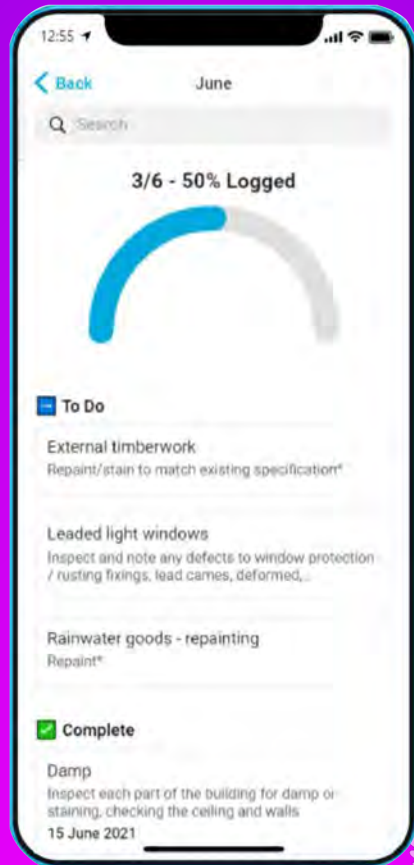 12:55
Back June
Search
3/6 - 50% Logged
To Do
External timberwork
Repaint/stain to match existing specification*
Leaded light windows
Inspect and note any defects to window protection
/ rusting fixings, lead cames, deformed,..
Rainwater goods - repainting
Repaint*
Complete
Damp
Inspect each part of the building for damp or
staining, checking the ceiling and walls
15 June 2021